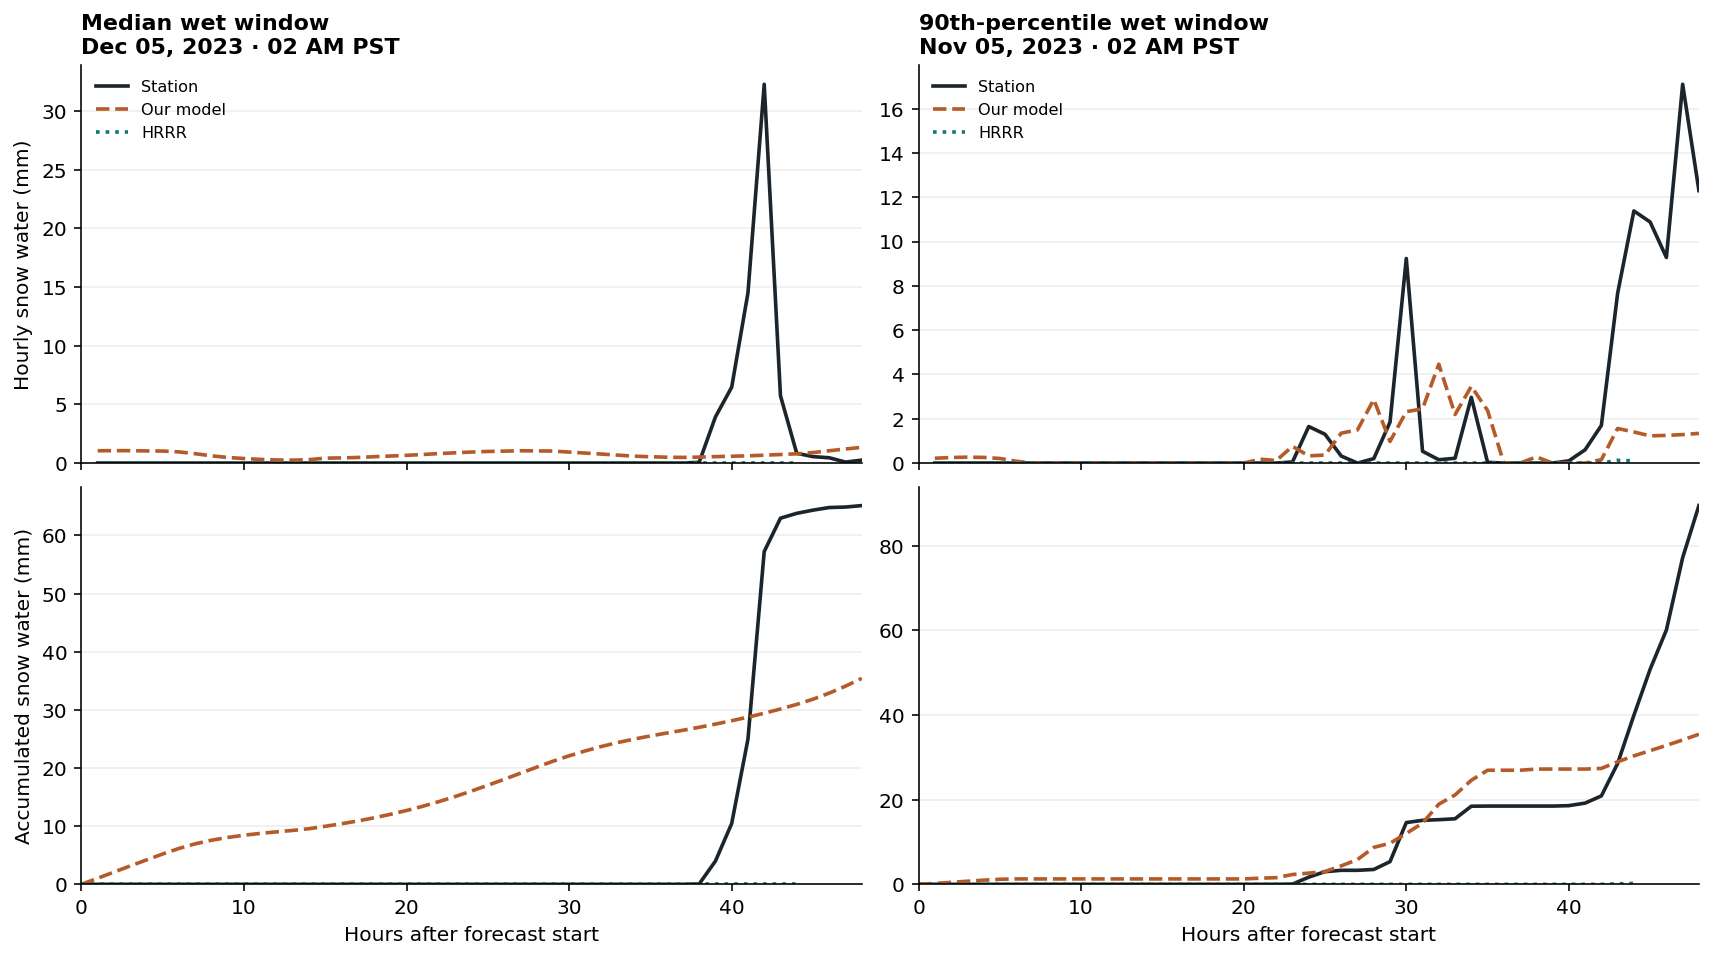 Median wet window
Dec 05, 2023 · 02 AM PST
Station
Our model
HRRR
Hourly snow water (mm)
30
25
20
15
10
5
0
90th-percentile wet window
Nov 05, 2023 · 02 AM PST
Station
Our model
HRRR
16
14
12
10
8
6
4
2
0
Accumulated snow water (mm)
60
50
40
30
20
10
0
0 10 20 30 40
Hours after forecast start
80
60
40
20
0
0 10 20 30 40
Hours after forecast start